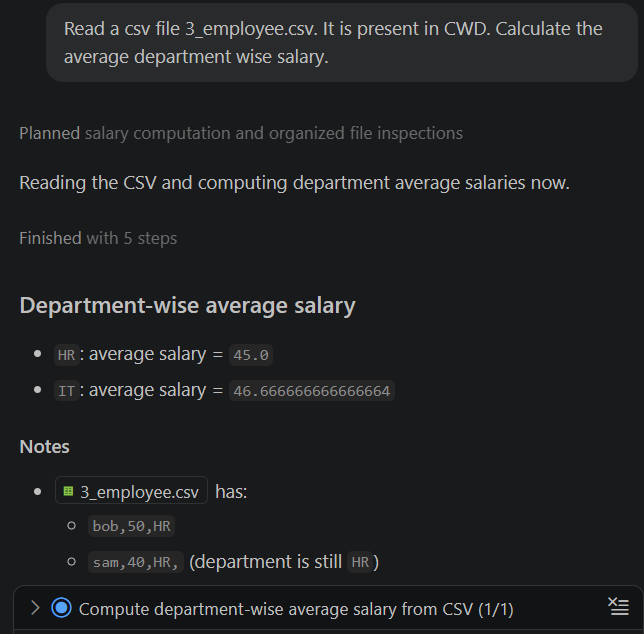 Read a csv file 3_employee.csv. It is present in CWD. Calculate the
average department wise salary.
Planned salary computation and organized file inspections
Reading the CSV and computing department average salaries now.
Finished with 5 steps
Department-wise average salary
HR: average salary = 45.0
IT: average salary = 46.666666666666664
Notes
3_employee.csv has:
bob,50,HR
sam,40,HR, (department is still HR)
Compute department-wise average salary from CSV (1/1)